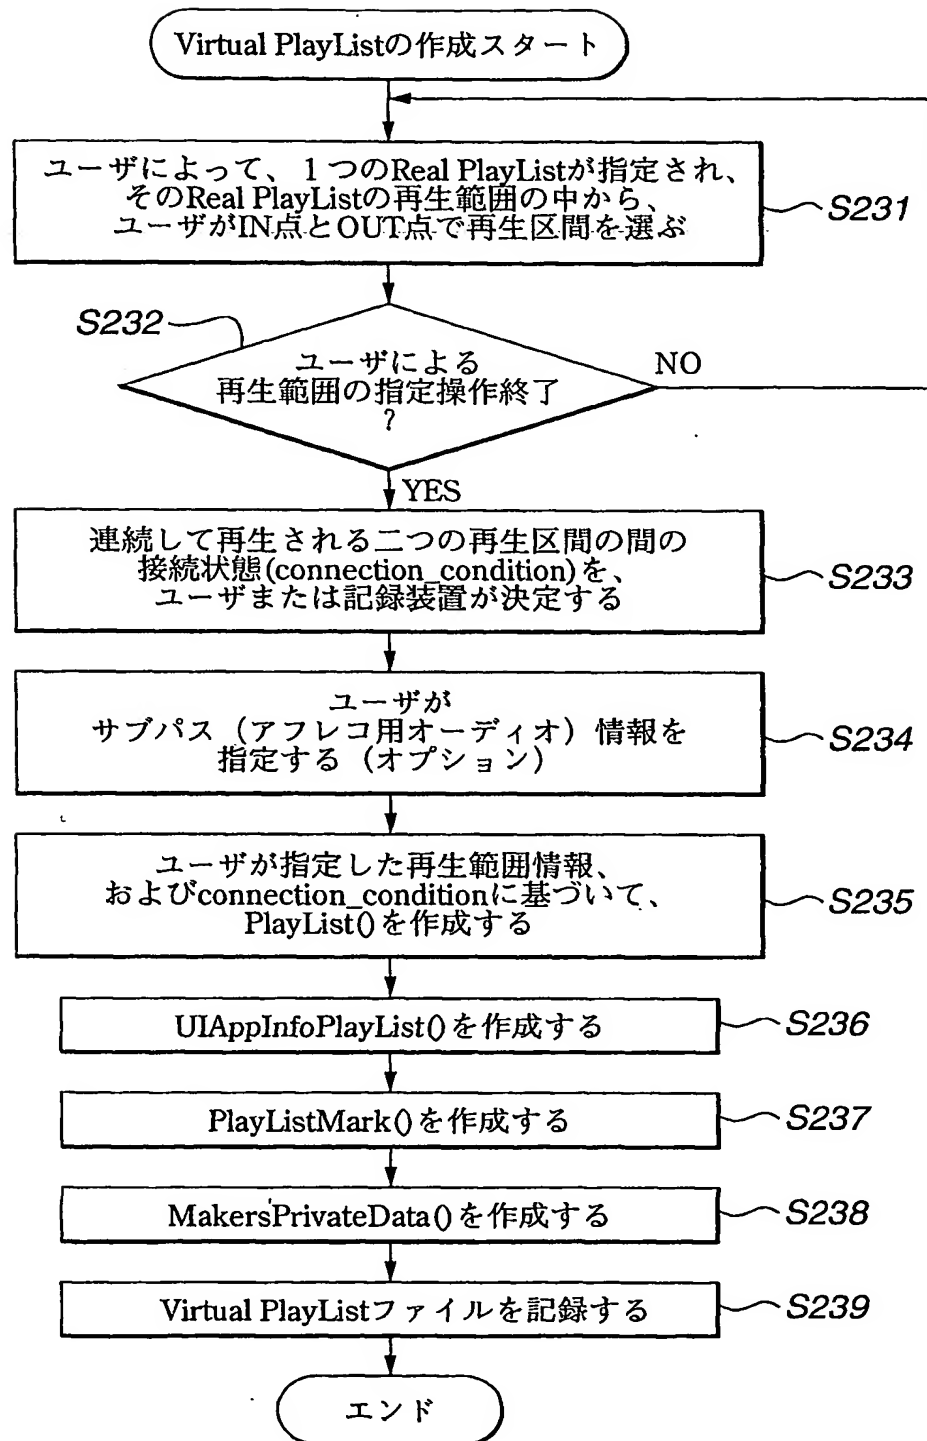 Virtual PlayListの作成スタート
ユーザによって、1つのReal PlayListが指定され、
そのReal PlayListの再生範囲の中から、
ユーザがIN点とOUT点で再生区間を選ぶ
S231
S232
ユーザによる
再生範囲の指定操作終了
?
NO
YES
連続して再生される二つの再生区間の間の
接続状態(connection_condition)を、
ユーザまたは記録装置が決定する
S233
ユーザが
サブパス（アフレコ用オーディオ）情報を
指定する（オプション）
S234
ユーザが指定した再生範囲情報、
およびconnection_conditionに基づいて、
PlayList()を作成する
S235
UIAppInfoPlayList()を作成する
S236
PlayListMark()を作成する
S237
MakersPrivateData()を作成する
S238
Virtual PlayListファイルを記録する
S239
エンド